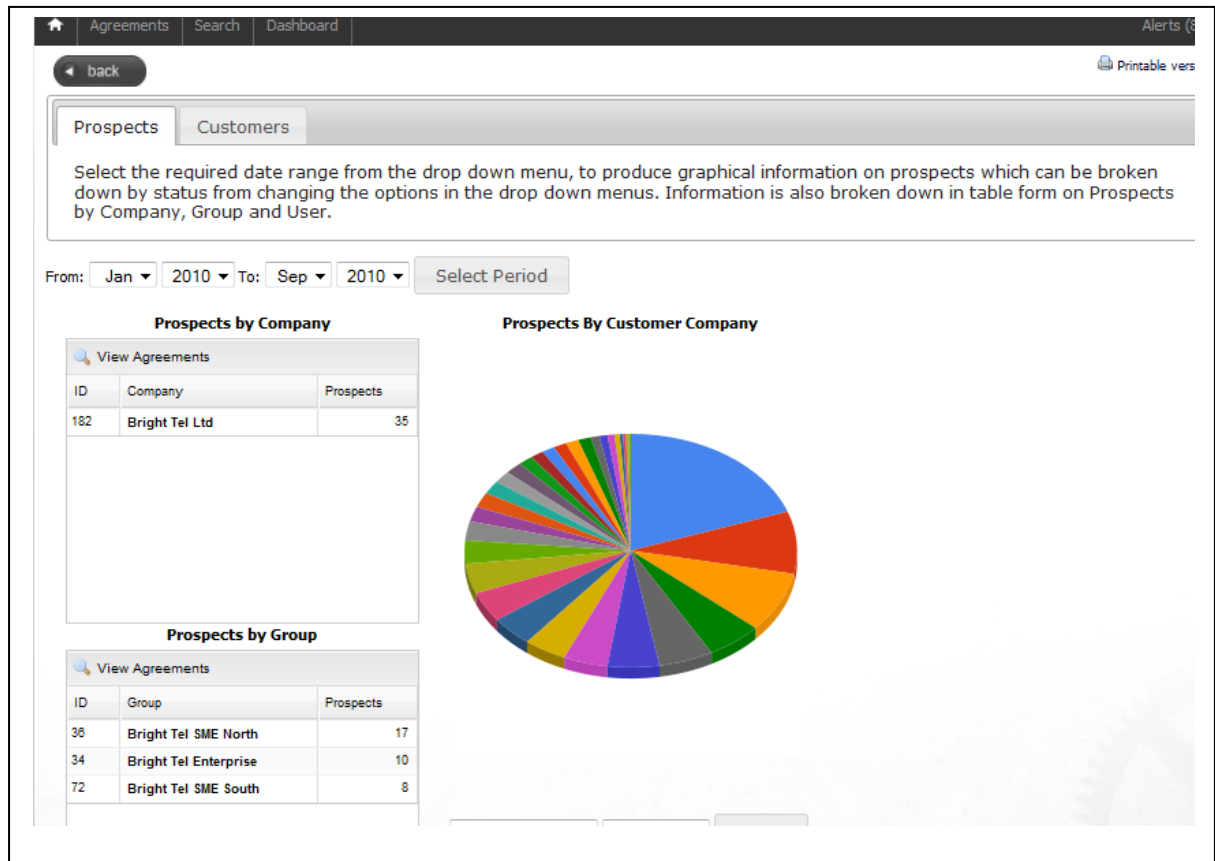 Agreements Search Dashboard Alerts (8
back
Printable vers
Prospects Customers
Select the required date range from the drop down menu, to produce graphical information on prospects which can be broken
down by status from changing the options in the drop down menus. Information is also broken down in table form on Prospects
by Company, Group and User.
From: Jan 2010 To: Sep 2010 Select Period
Prospects by Company
View Agreements
ID Company Prospects
182 Bright Tel Ltd 35
Prospects By Customer Company
Prospects by Group
View Agreements
ID Group Prospects
36 Bright Tel SME North 17
34 Bright Tel Enterprise 10
72 Bright Tel SME South 8